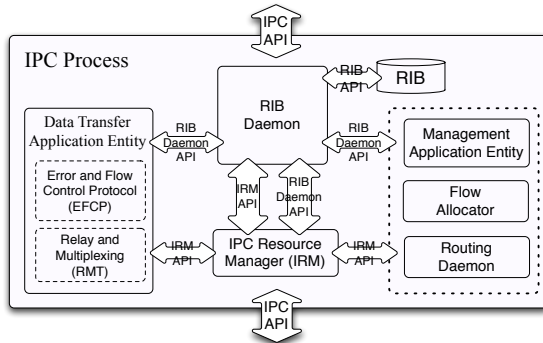 IPC
API
IPC Process
RIB
Daemon
RIB
API
RIB
Data Transfer
Application Entity
Error and Flow
Control Protocol
(EFCP)
Relay and
Multiplexing
(RMT)
RIB
Daemon
API
RIB
Daemon
API
Management
Application Entity
Flow
Allocator
Routing
Daemon
IRM
API
RIB
Daemon
API
IRM
API
IPC Resource
Manager (IRM)
IRM
API
IPC
API